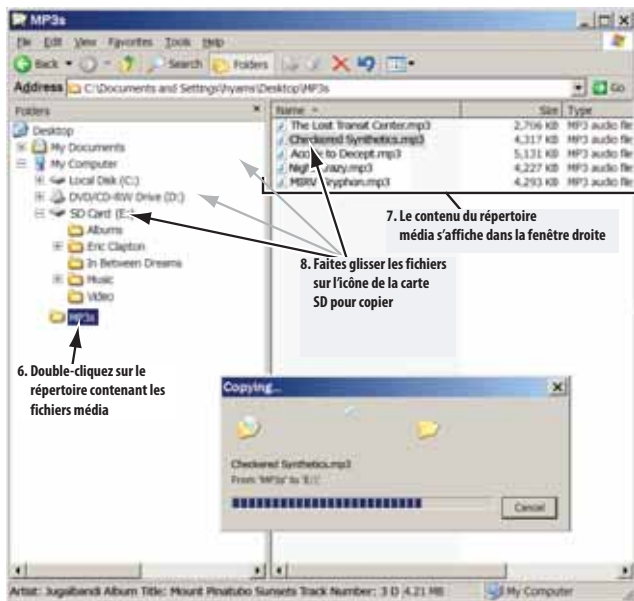 MP3s
File Edit View Favorites Tools Help
Back Search Folders
Address C:\Documents and Settings\hyams\Desktop\MP3s Go
Folders
Name Size Type
Desktop
My Documents
My Computer
Local Disk (C:)
DVD/CD-RW Drive (D:)
SD Card (E:)
Albums
Eric Clapton
In Between Dreams
Music
Video
MP3s
The Lost Transit Center.mp3 2,706 KB MP3 audio file
Checkered Synthetics.mp3 4,317 KB MP3 audio file
to Decept.mp3 5,131 KB MP3 audio file
4,227 KB MP3 audio file
MIRV Gryphon.mp3 4,293 KB MP3 audio file
7. Le contenu du répertoire
média s’affiche dans la fenêtre droite
8. Faites glisser les fichiers
sur l’icône de la carte
SD pour copier
6. Double-cliquez sur le
répertoire contenant les
fichiers média
Copying...
Checkered Synthetics.mp3
From 'MP3s' to 'E:\'
Cancel
Artist: Jugalbandi Album Title: Mount Pinatubo Sunsets Track Number: 3 D 4.21 MB My Computer